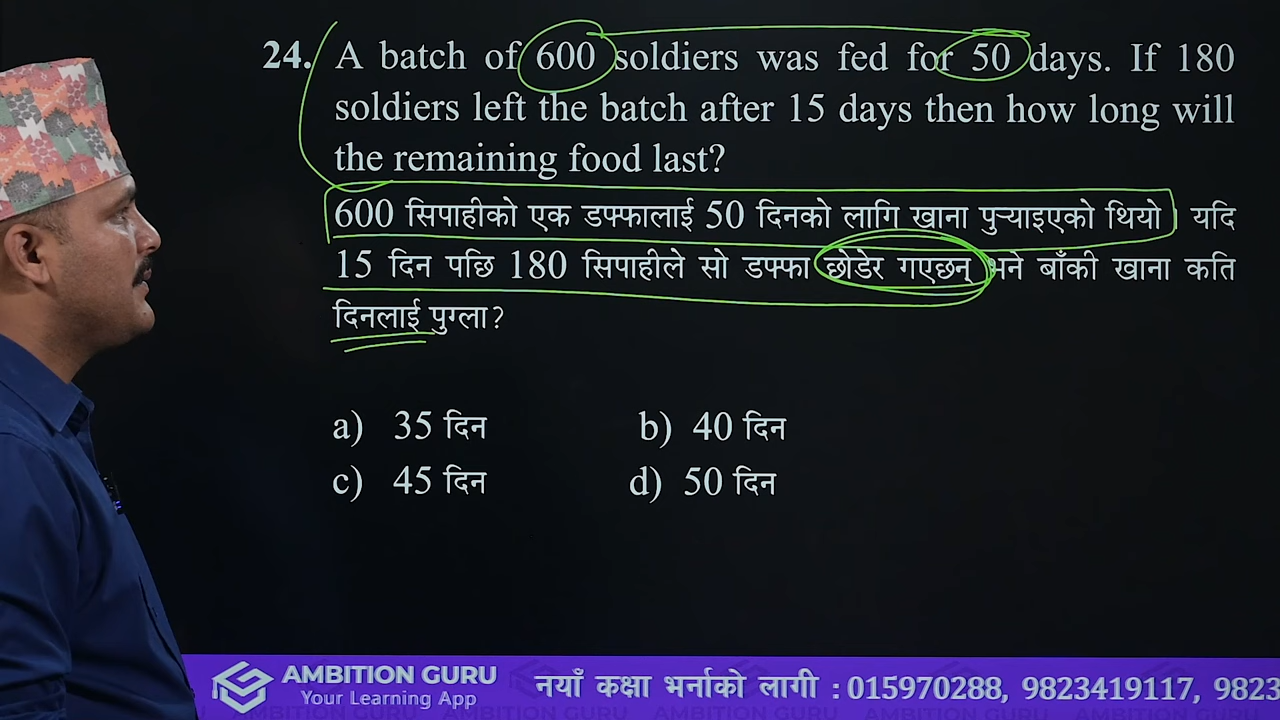 24. A batch of 600 soldiers was fed for 50 days. If 180
soldiers left the batch after 15 days then how long will
the remaining food last?
600 सिपाहीको एक डफ्फालाई 50 दिनको लागि खाना पुर्‍याइएको थियो। यदि
15 दिन पछि 180 सिपाहीले सो डफ्फा छोडेर गएछन् भने बाँकी खाना कति
दिनलाई पुग्ला?
a) 35 दिन b) 40 दिन
c) 45 दिन d) 50 दिन
AMBITION GURU
Your Learning App
नयाँ कक्षा भर्नाको लागी : 015970288, 9823419117, 9823